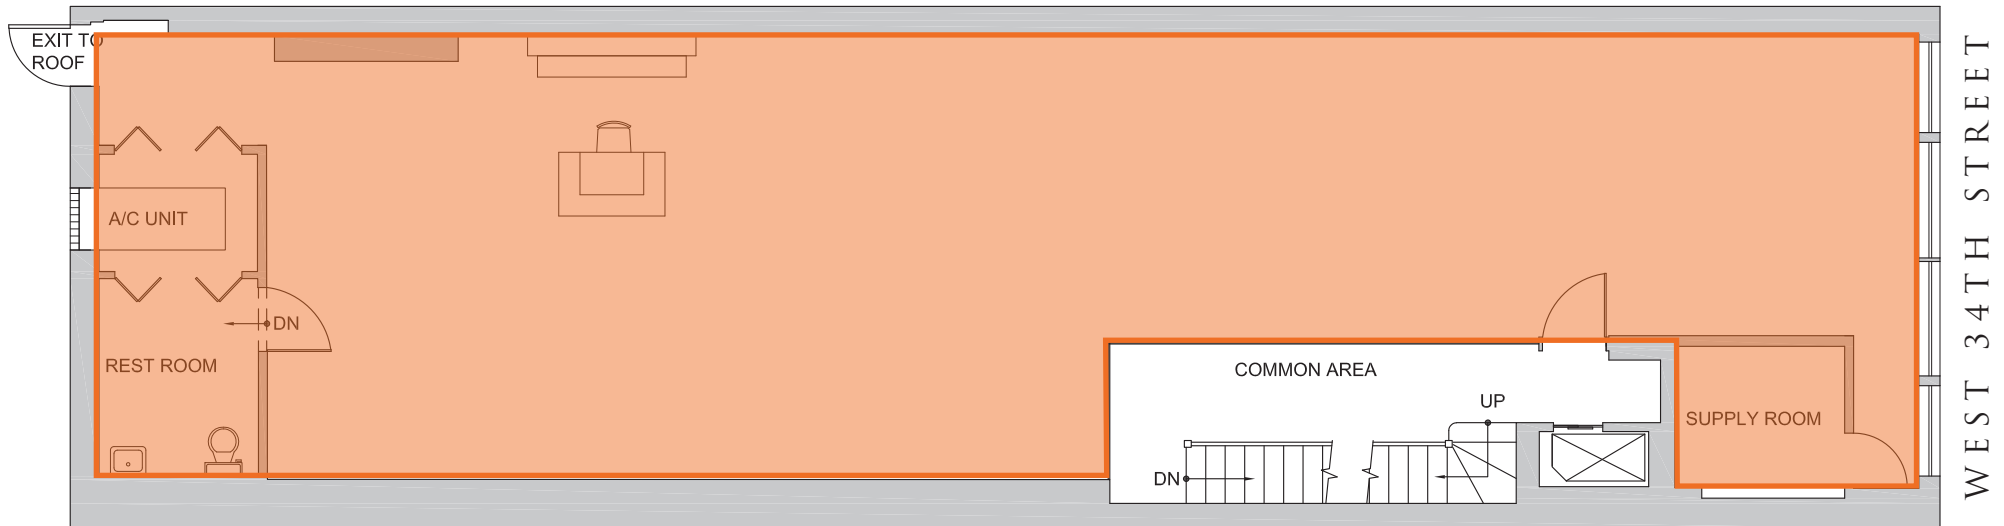 EXIT TO
ROOF
A/C UNIT
DN
REST ROOM
COMMON AREA
UP
SUPPLY ROOM
DN
WEST 34TH STREET